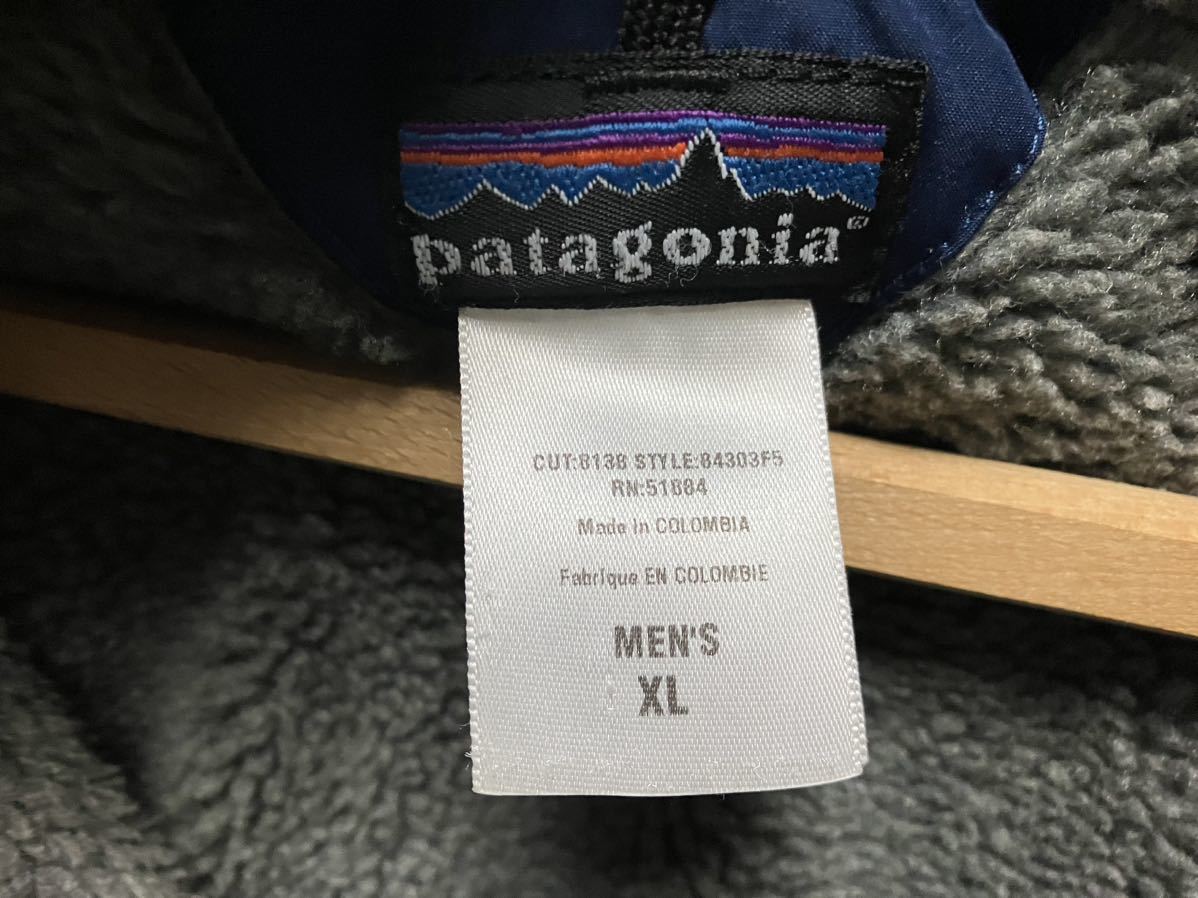 patagonia®
CUT:8138 STYLE:84303F5
RN:51884
Made in COLOMBIA
Fabrique EN COLOMBIE
MEN'S
XL